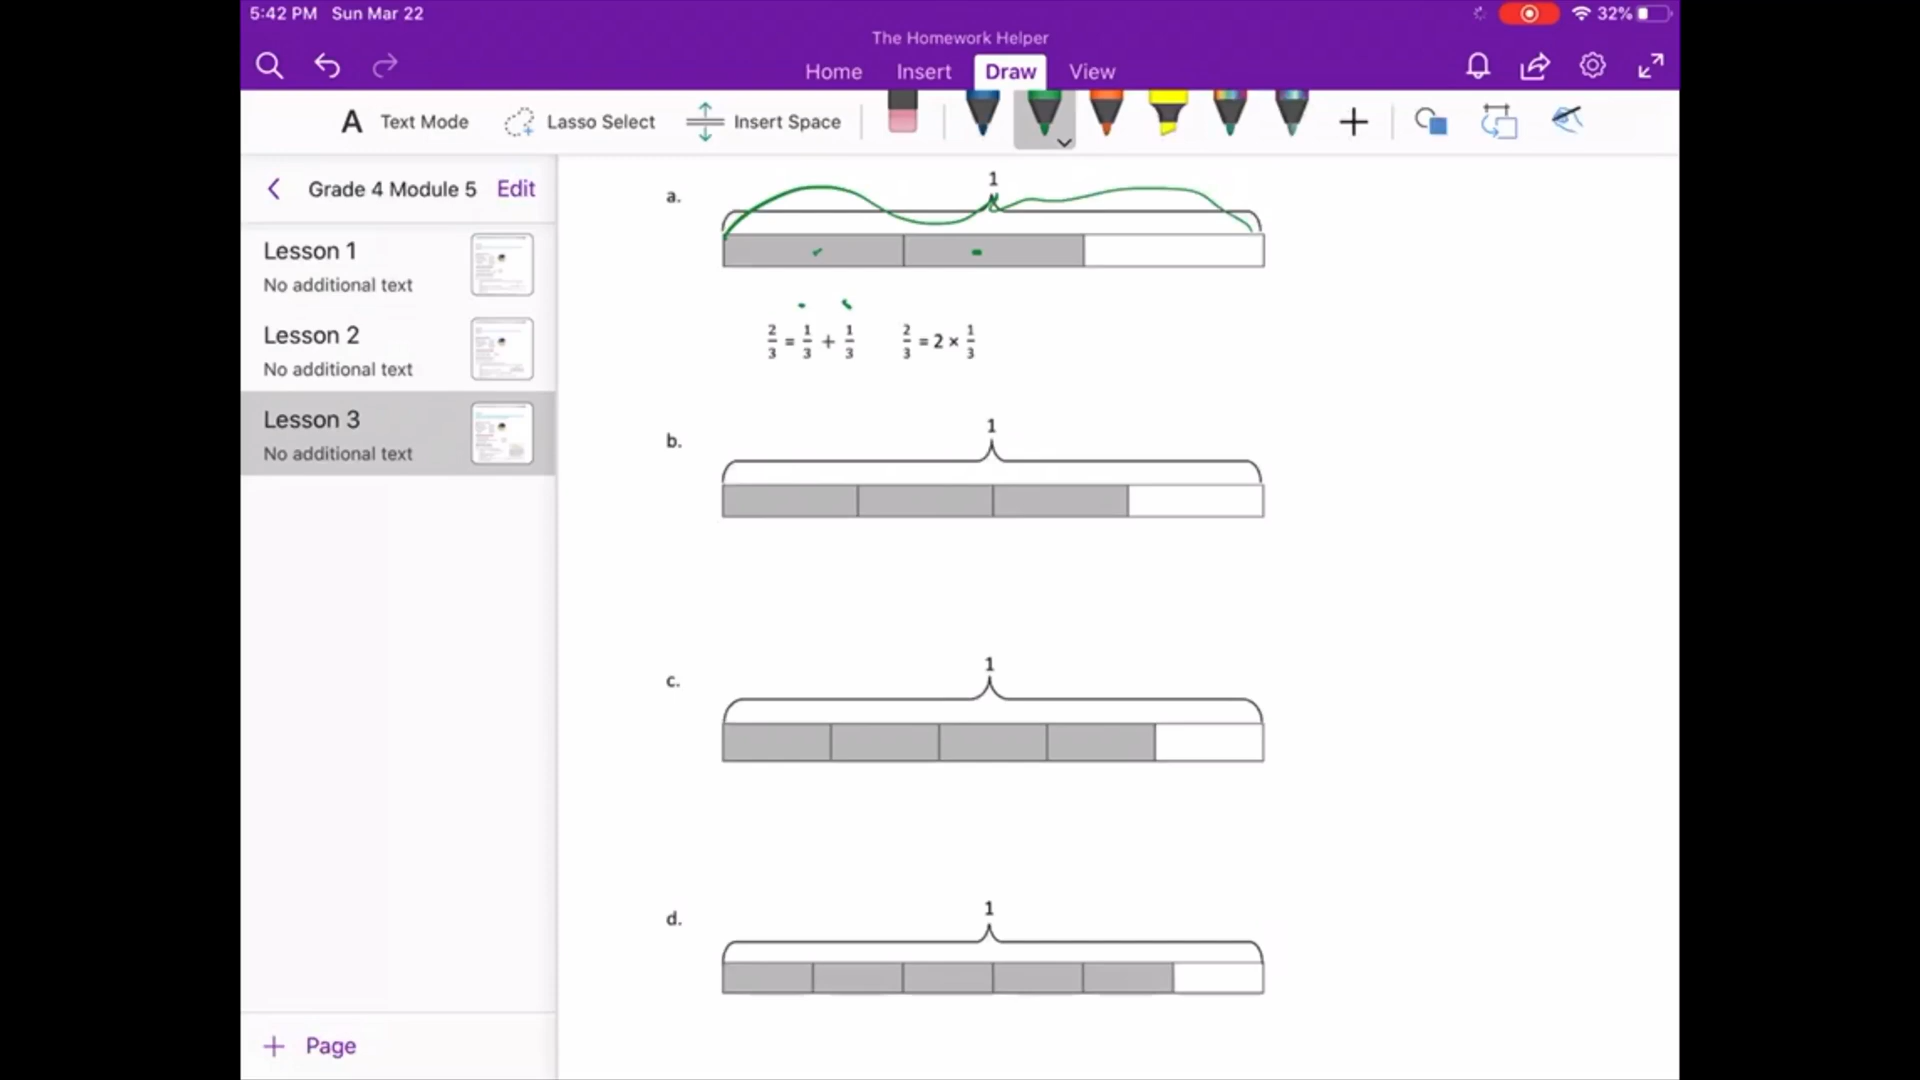 5:42 PM Sun Mar 22
32%
The Homework Helper
Home Insert Draw View
A Text Mode Lasso Select Insert Space
Grade 4 Module 5 Edit
Lesson 1
No additional text
Lesson 2
No additional text
Lesson 3
No additional text
+ Page
a.
1
2/3 = 1/3 + 1/3 2/3 = 2 × 1/3
b.
1
c.
1
d.
1